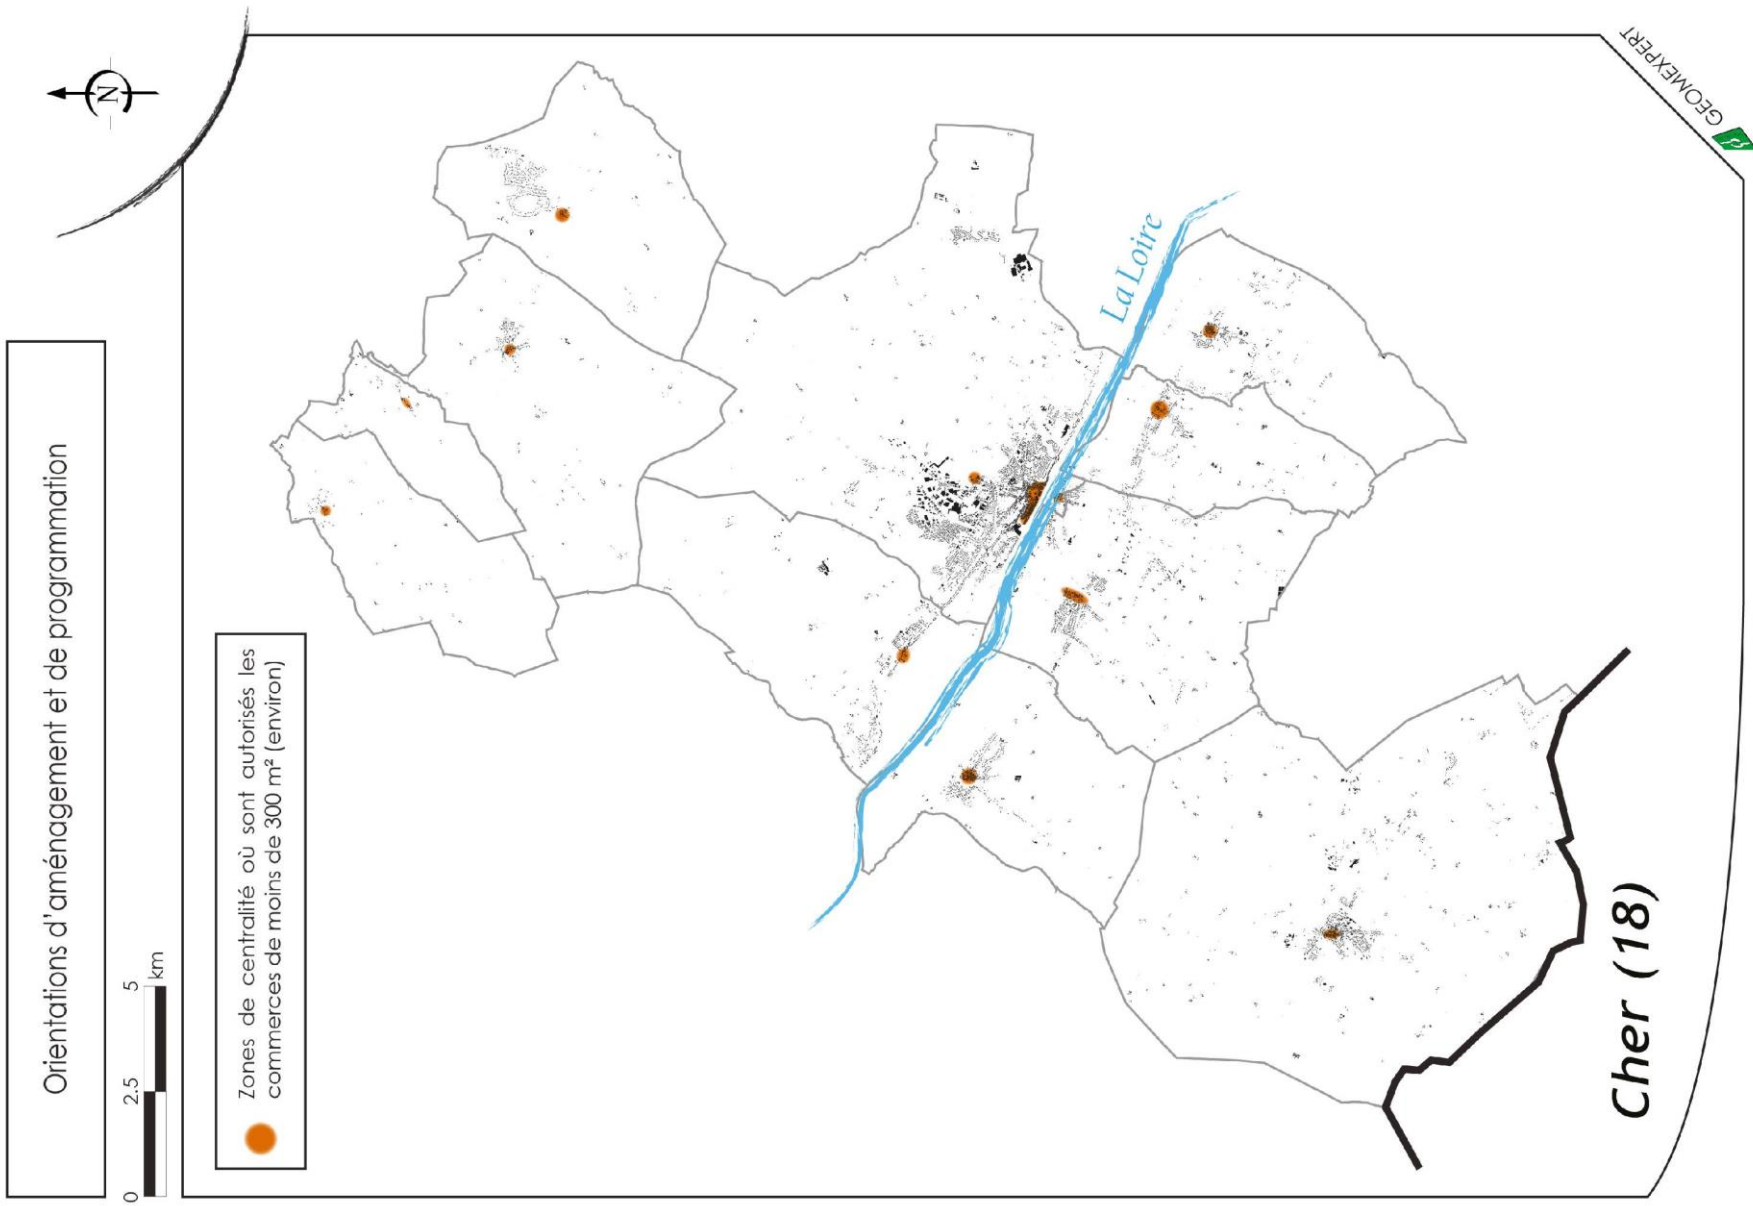 Orientations d'aménagement et de programmation
0 2.5 5
km
N
Zones de centralité où sont autorisés les
commerces de moins de 300 m² (environ)
La Loire
Cher (18)
GEOMEXPERT